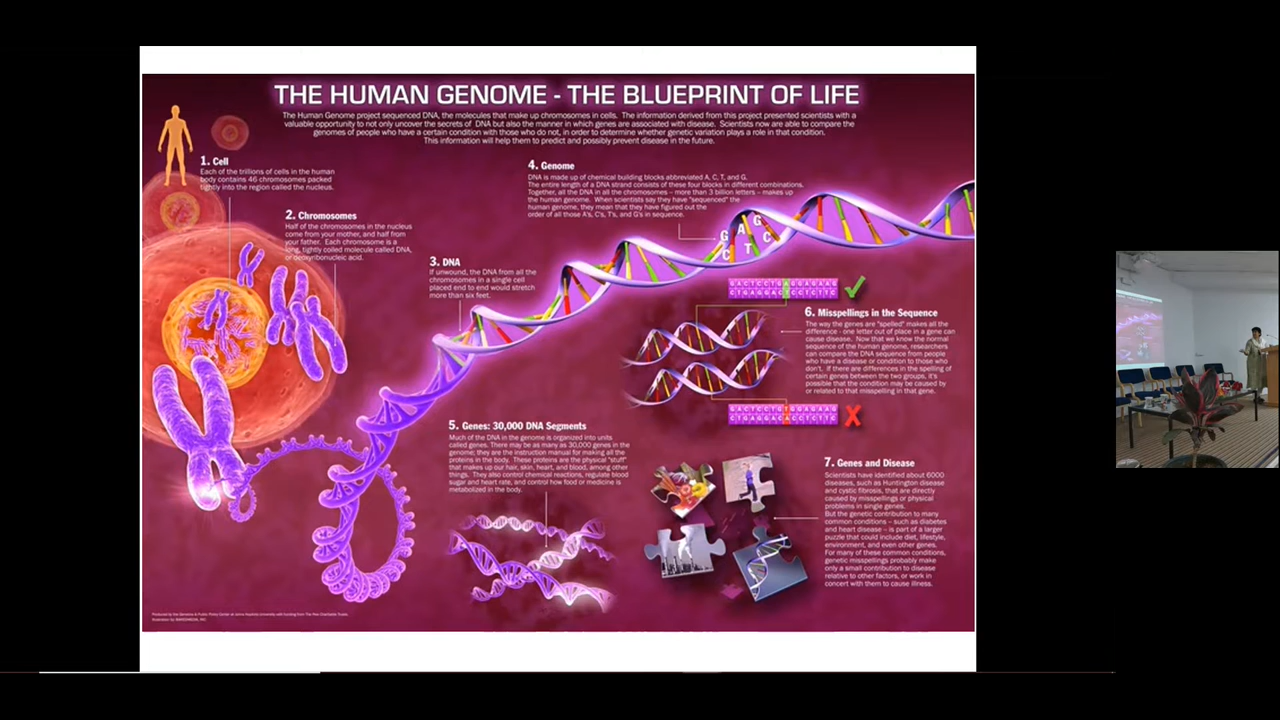 THE HUMAN GENOME - THE BLUEPRINT OF LIFE
The Human Genome project sequenced DNA, the molecules that make up chromosomes in cells. The information derived from this project presented scientists with a
valuable opportunity to not only uncover the secrets of DNA but also the manner in which genes are associated with disease. Scientists now are able to compare the
genomes of people who have a certain condition with those who do not, in order to determine whether genetic variation plays a role in that condition.
This information will help them to predict and possibly prevent disease in the future.
1. Cell
Each of the trillions of cells in the human
body contains 46 chromosomes packed
tightly into the region called the nucleus.
2. Chromosomes
Half of the chromosomes in the nucleus
come from your mother, and half from
your father. Each chromosome is a
long, tightly coiled molecule called DNA,
or deoxyribonucleic acid.
3. DNA
If unwound, the DNA from all the
chromosomes in a single cell
placed end to end would stretch
more than six feet.
4. Genome
DNA is made up of chemical building blocks abbreviated A, C, T, and G.
The entire length of a DNA strand consists of these four blocks in different combinations.
Together, all the DNA in all the chromosomes – more than 3 billion letters – makes up
the human genome. When scientists say they have "sequenced" the
human genome, they mean that they have figured out the
order of all those A's, C's, T's, and G's in sequence.
G A G
C T C
5. Genes: 30,000 DNA Segments
Much of the DNA in the genome is organized into units
called genes. There may be as many as 30,000 genes in the
genome; they are the instruction manual for making all the
proteins in the body. These proteins are the physical "stuff"
that makes up our hair, skin, heart, and blood, among other
things. They also control chemical reactions, regulate blood
sugar and heart rate, and control how food or medicine is
metabolized in the body.
GACTCCTGAGGAGAAG
CTGAGGACTCCTCTTC
6. Misspellings in the Sequence
The way the genes are "spelled" makes all the
difference - one letter out of place in a gene can
cause disease. Now that we know the normal
sequence of the human genome, researchers
can compare the DNA sequence from people
who have a disease or condition to those who
don't. If there are differences in the spelling of
certain genes between the two groups, it's
possible that the condition may be caused by
or related to that misspelling in that gene.
GACTCCTGTGGAGAAG
CTGAGGACACCTCTTC
7. Genes and Disease
Scientists have identified about 6000
diseases, such as Huntington disease
and cystic fibrosis, that are directly
caused by misspellings or physical
problems in single genes.
But the genetic contribution to many
common conditions – such as diabetes
and heart disease – is part of a larger
puzzle that could include diet, lifestyle,
environment, and even other genes.
For many of these common conditions,
genetic misspellings probably make
only a small contribution to disease
relative to other factors, or work in
concert with them to cause illness.
Produced by the Genetics & Public Policy Center at Johns Hopkins University with funding from The Pew Charitable Trusts.